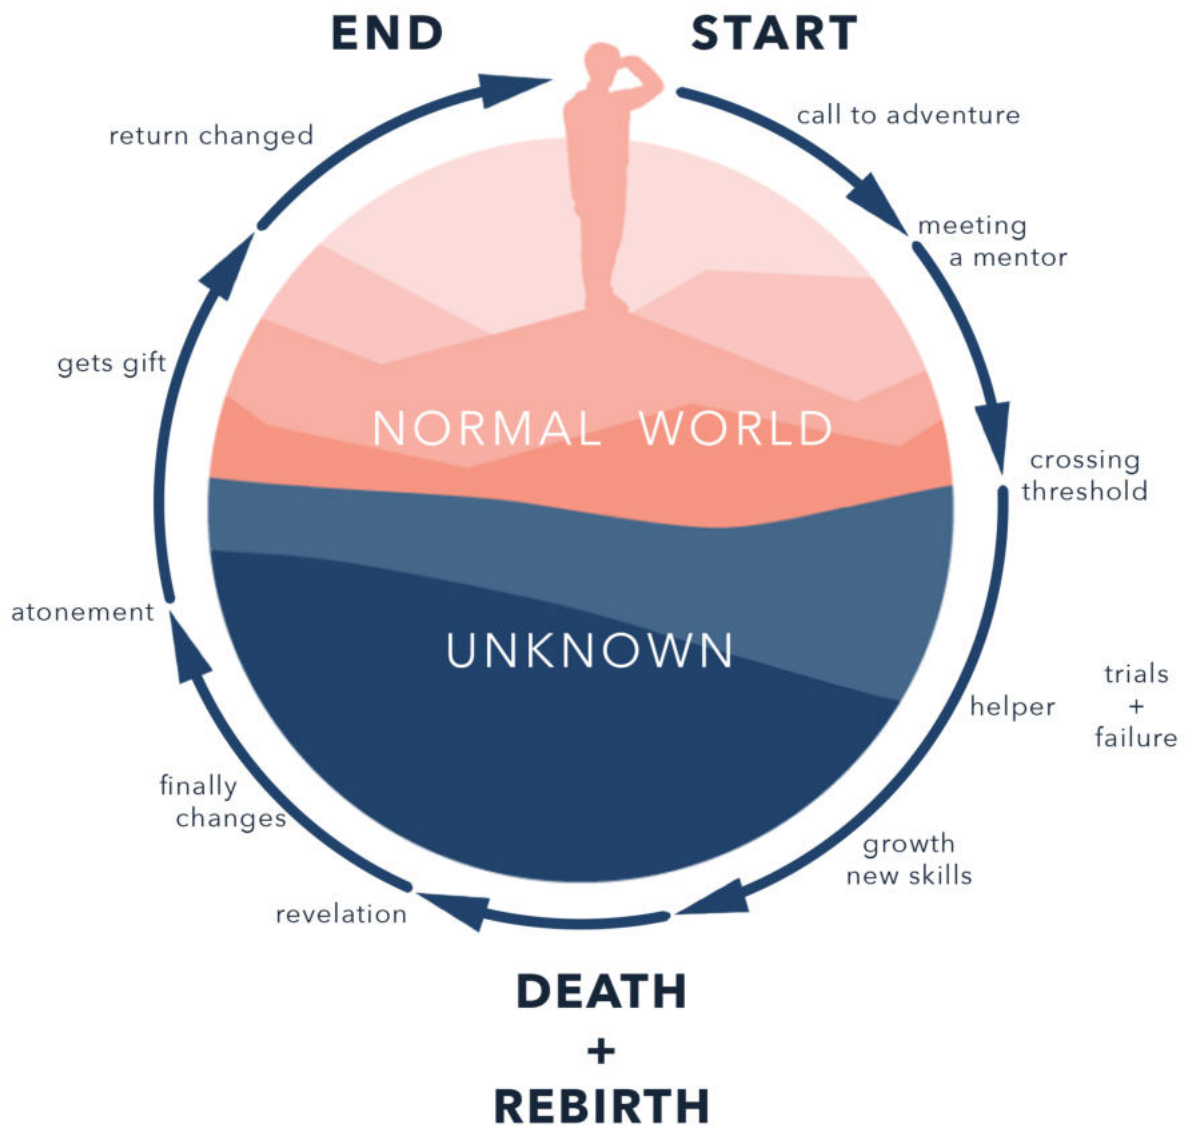 END
START
call to adventure
meeting
a mentor
crossing
threshold
helper
trials
+
failure
growth
new skills
DEATH
+
REBIRTH
revelation
finally
changes
atonement
gets gift
return changed
NORMAL WORLD
UNKNOWN